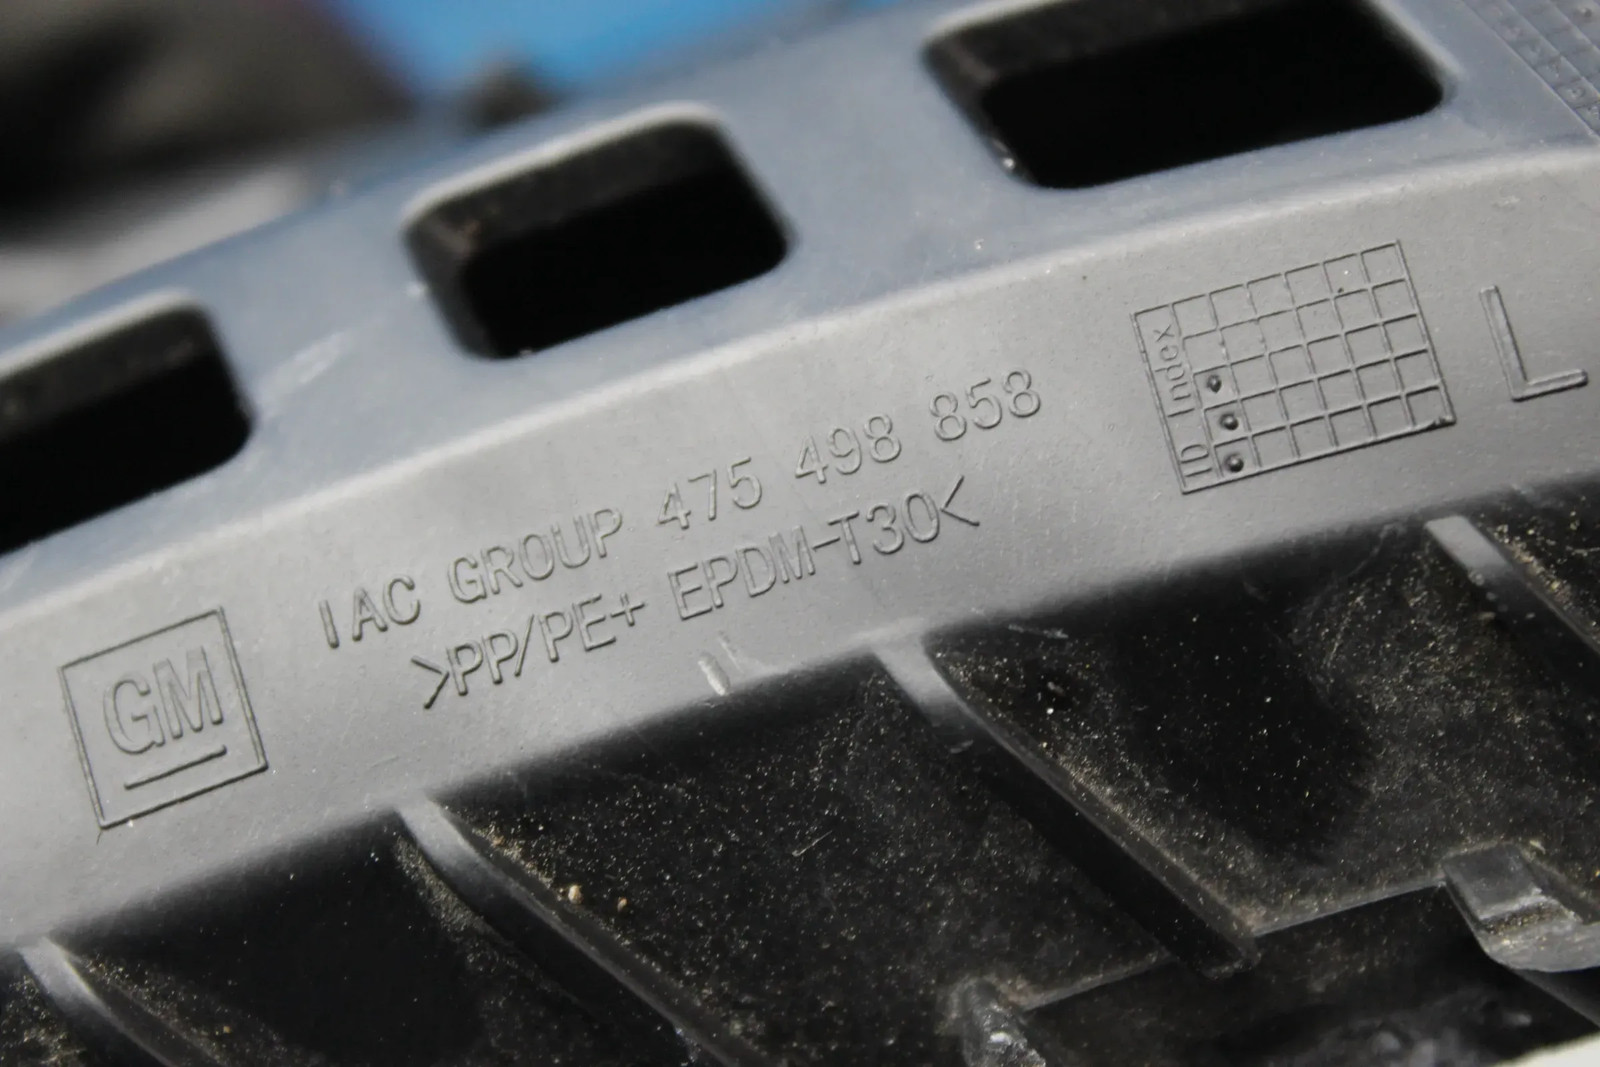 GM
IAC GROUP 475 498 858
>PP/PE+ EPDM-T30<
ID Index
L